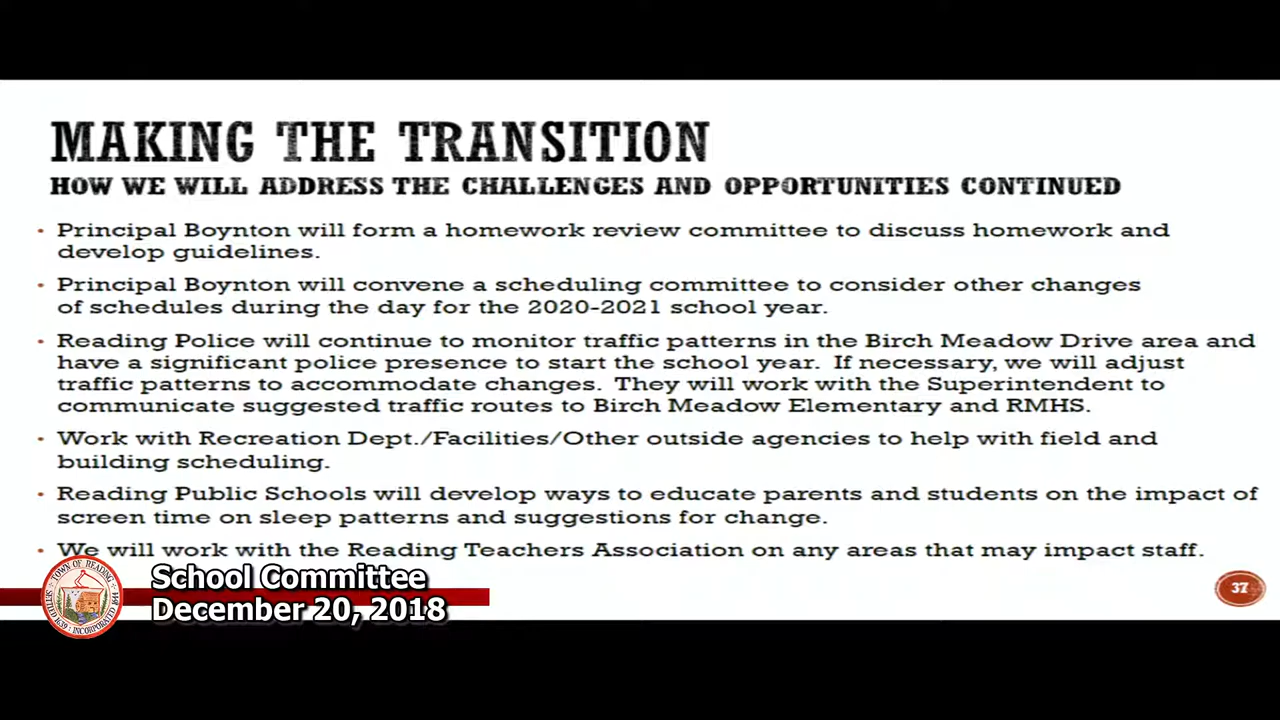 MAKING THE TRANSITION
HOW WE WILL ADDRESS THE CHALLENGES AND OPPORTUNITIES CONTINUED
• Principal Boynton will form a homework review committee to discuss homework and
develop guidelines.
• Principal Boynton will convene a scheduling committee to consider other changes
of schedules during the day for the 2020-2021 school year.
• Reading Police will continue to monitor traffic patterns in the Birch Meadow Drive area and
have a significant police presence to start the school year. If necessary, we will adjust
traffic patterns to accommodate changes. They will work with the Superintendent to
communicate suggested traffic routes to Birch Meadow Elementary and RMHS.
• Work with Recreation Dept./Facilities/Other outside agencies to help with field and
building scheduling.
• Reading Public Schools will develop ways to educate parents and students on the impact of
screen time on sleep patterns and suggestions for change.
• We will work with the Reading Teachers Association on any areas that may impact staff.
TOWN OF READING
SETTLED 1639 · INCORPORATED 1644
School Committee
December 20, 2018
37